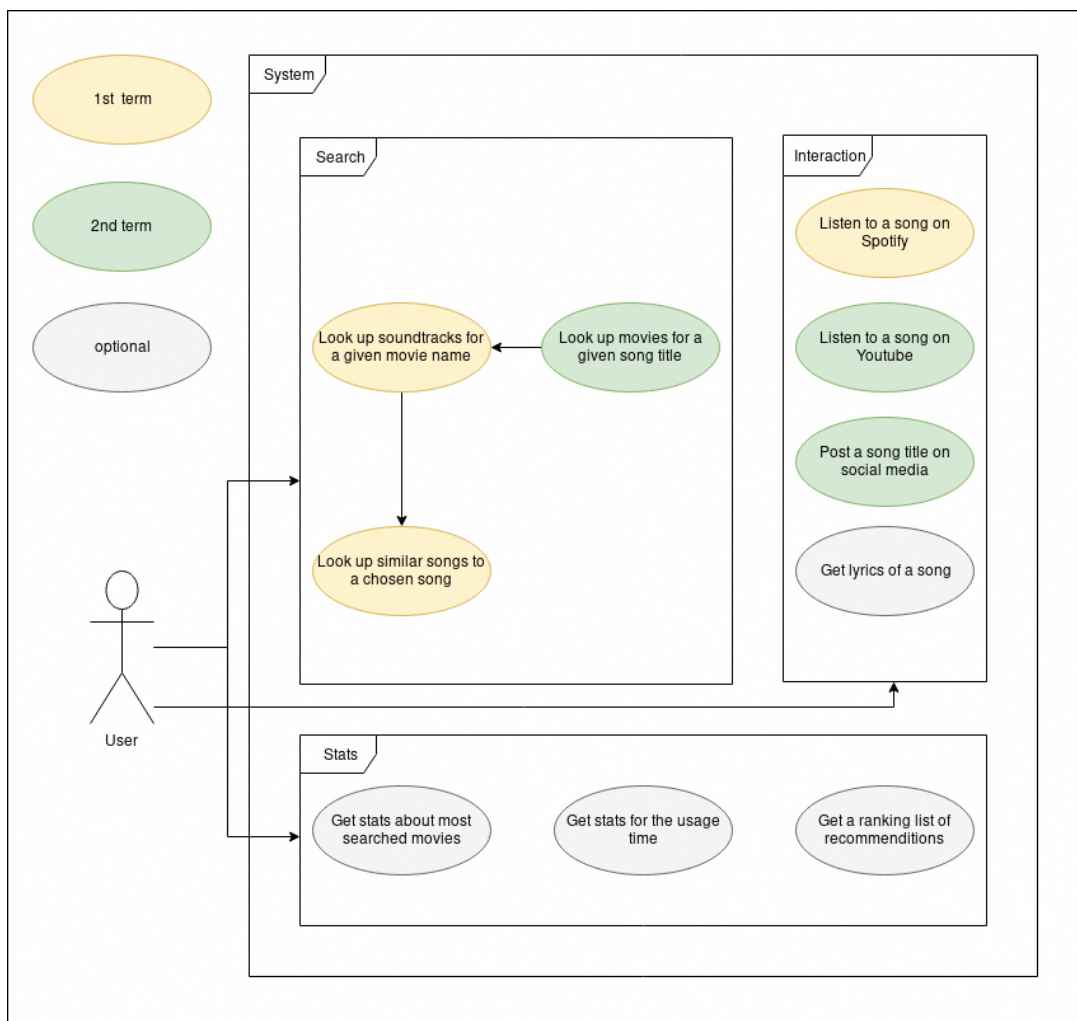 1st term
2nd term
optional
System
Search
Look up soundtracks for
a given movie name
Look up movies for a
given song title
Look up similar songs to
a chosen song
Interaction
Listen to a song on
Spotify
Listen to a song on
Youtube
Post a song title on
social media
Get lyrics of a song
User
Stats
Get stats about most
searched movies
Get stats for the usage
time
Get a ranking list of
recommenditions